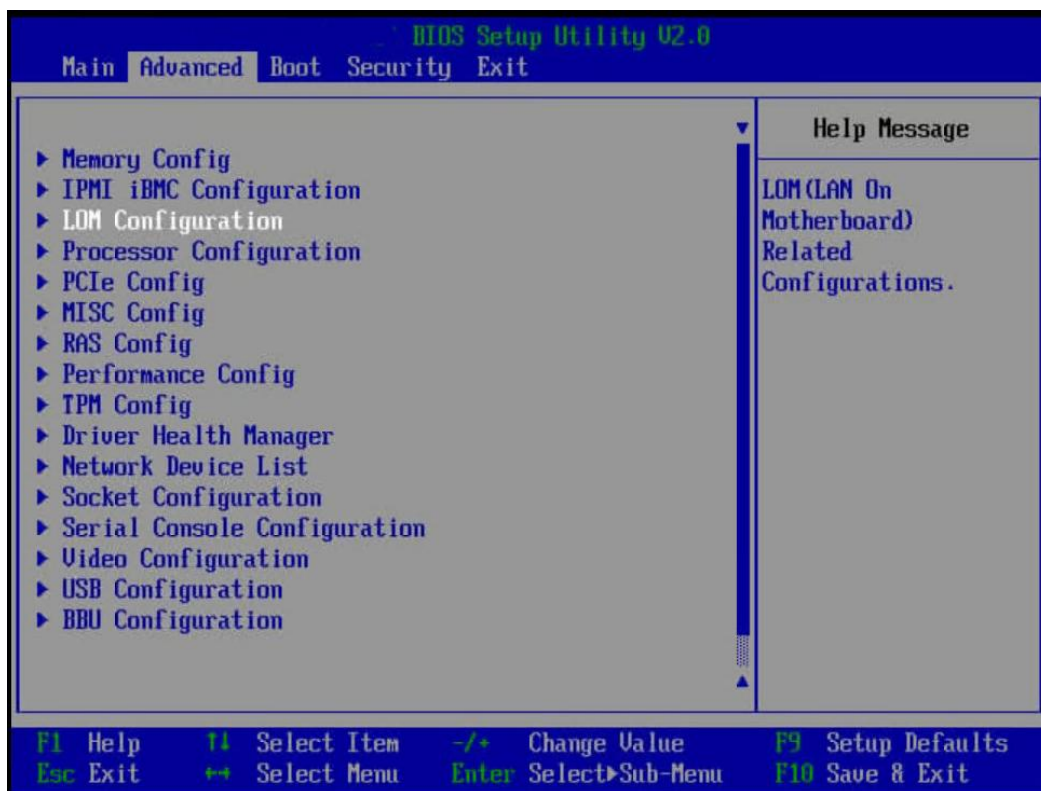 BIOS Setup Utility V2.0
Main Advanced Boot Security Exit
Help Message
Memory Config
IPMI iBMC Configuration
LOM Configuration
Processor Configuration
PCIe Config
MISC Config
RAS Config
Performance Config
TPM Config
Driver Health Manager
Network Device List
Socket Configuration
Serial Console Configuration
Video Configuration
USB Configuration
BBU Configuration
LOM(LAN On
Motherboard)
Related
Configurations.
F1 Help ↑↓ Select Item -/+ Change Value F9 Setup Defaults
Esc Exit ←→ Select Menu Enter Select▶Sub-Menu F10 Save & Exit